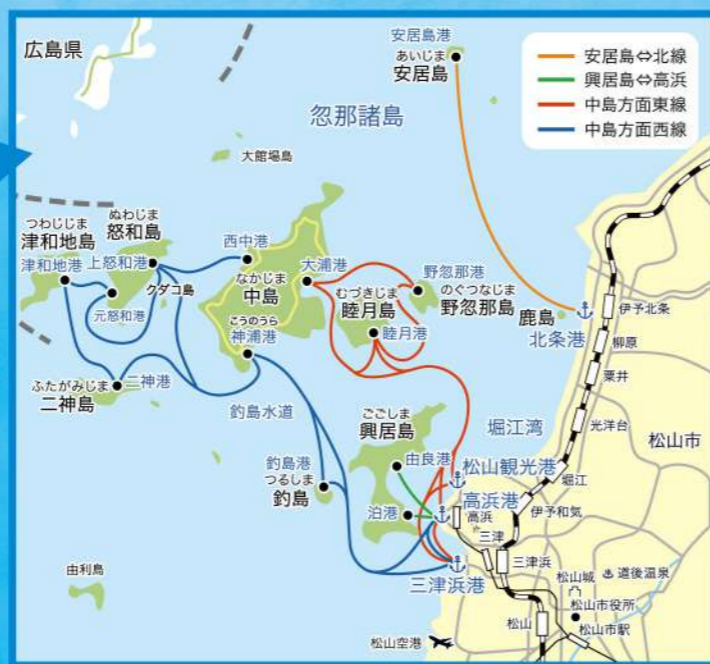 広島県
安居島港
あいじま
安居島
安居島⇔北線
興居島⇔高浜
中島方面東線
中島方面西線
忽那諸島
大館場島
つわじじま
津和地島
津和地港
ぬわじま
怒和島
上怒和港
クダコ島
元怒和港
西中港
なかじま
中島
大浦港
こうのうら
神浦港
むづきじま
睦月島
睦月港
野忽那港
のぐつなじま
野忽那島
鹿島
北条港
伊予北条
柳原
粟井
光洋台
堀江
伊予和気
松山市
ふたがみじま
二神島
二神港
釣島水道
釣島港
つるしま
釣島
ごごしま
興居島
由良港
泊港
堀江湾
松山観光港
高浜港
高浜
三津
三津浜
三津浜港
由利島
松山空港
松山城
道後温泉
松山市役所
松山
松山市駅